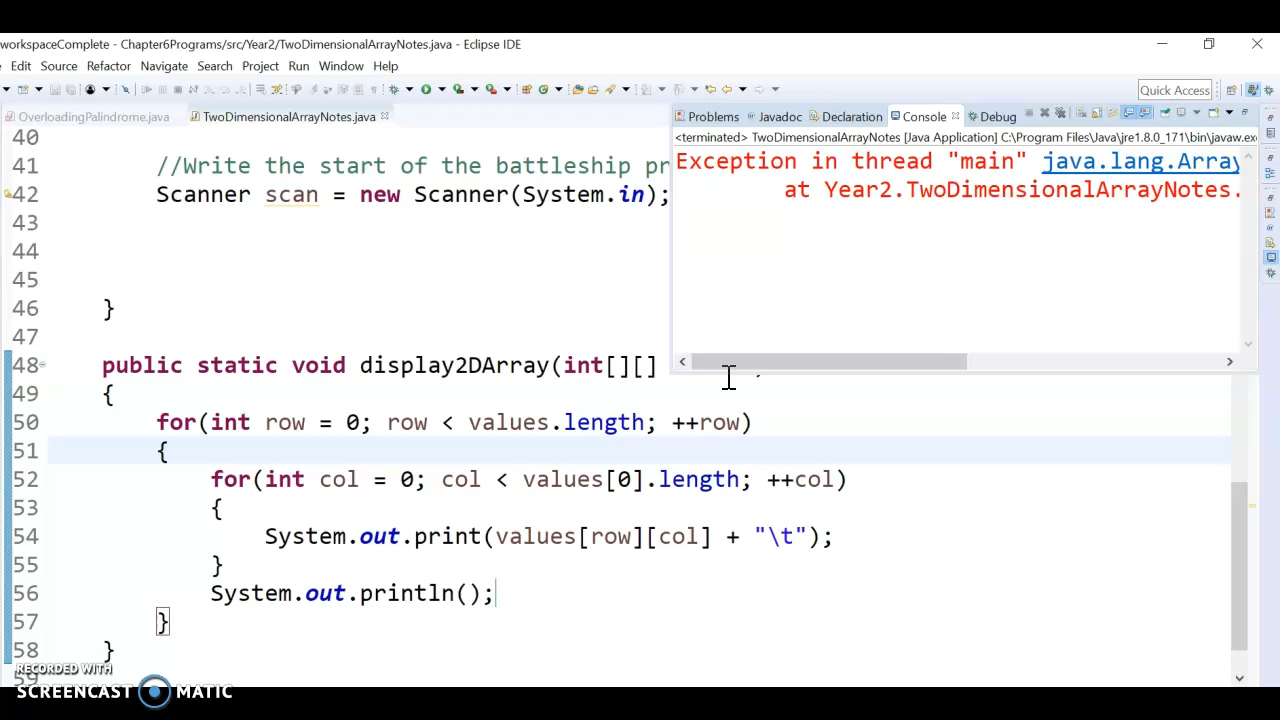 workspaceComplete - Chapter6Programs/src/Year2/TwoDimensionalArrayNotes.java - Eclipse IDE
Edit Source Refactor Navigate Search Project Run Window Help
Quick Access
OverloadingPalindrome.java TwoDimensionalArrayNotes.java
Problems @ Javadoc Declaration Console Debug
<terminated> TwoDimensionalArrayNotes [Java Application] C:\Program Files\Java\jre1.8.0_171\bin\javaw.exe
Exception in thread "main" java.lang.Array
at Year2.TwoDimensionalArrayNotes.
40
41 //Write the start of the battleship pr
42 Scanner scan = new Scanner(System.in);
43
44
45
46 }
47
48 public static void display2DArray(int[][]
49 {
50 for(int row = 0; row < values.length; ++row)
51 {
52 for(int col = 0; col < values[0].length; ++col)
53 {
54 System.out.print(values[row][col] + "\t");
55 }
56 System.out.println();
57 }
58 }
59
RECORDED WITH
SCREENCAST MATIC